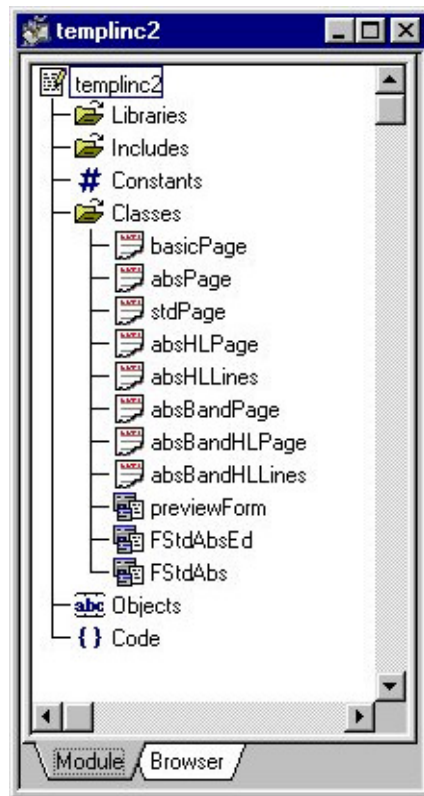 templinc2
templinc2
Libraries
Includes
# Constants
Classes
basicPage
absPage
stdPage
absHLPage
absHLLines
absBandPage
absBandHLPage
absBandHLLines
previewForm
FStdAbsEd
FStdAbs
abc Objects
{} Code
Module Browser